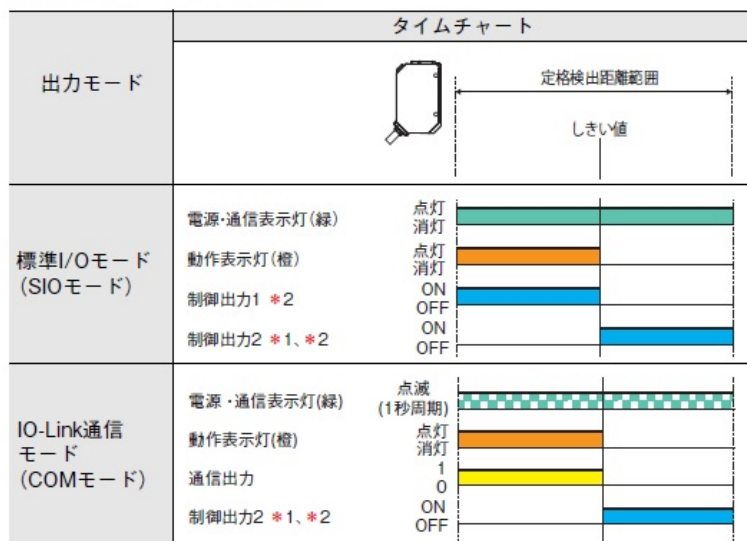 タイムチャート
出力モード
定格検出距離範囲
しきい値
標準I/Oモード
(SIOモード)
電源・通信表示灯(緑)
点灯
消灯
動作表示灯(橙)
点灯
消灯
制御出力1 *2
ON
OFF
制御出力2 *1、*2
ON
OFF
IO-Link通信
モード
(COMモード)
電源・通信表示灯(緑)
点滅
(1秒周期)
動作表示灯(橙)
点灯
消灯
通信出力
1
0
制御出力2 *1、*2
ON
OFF